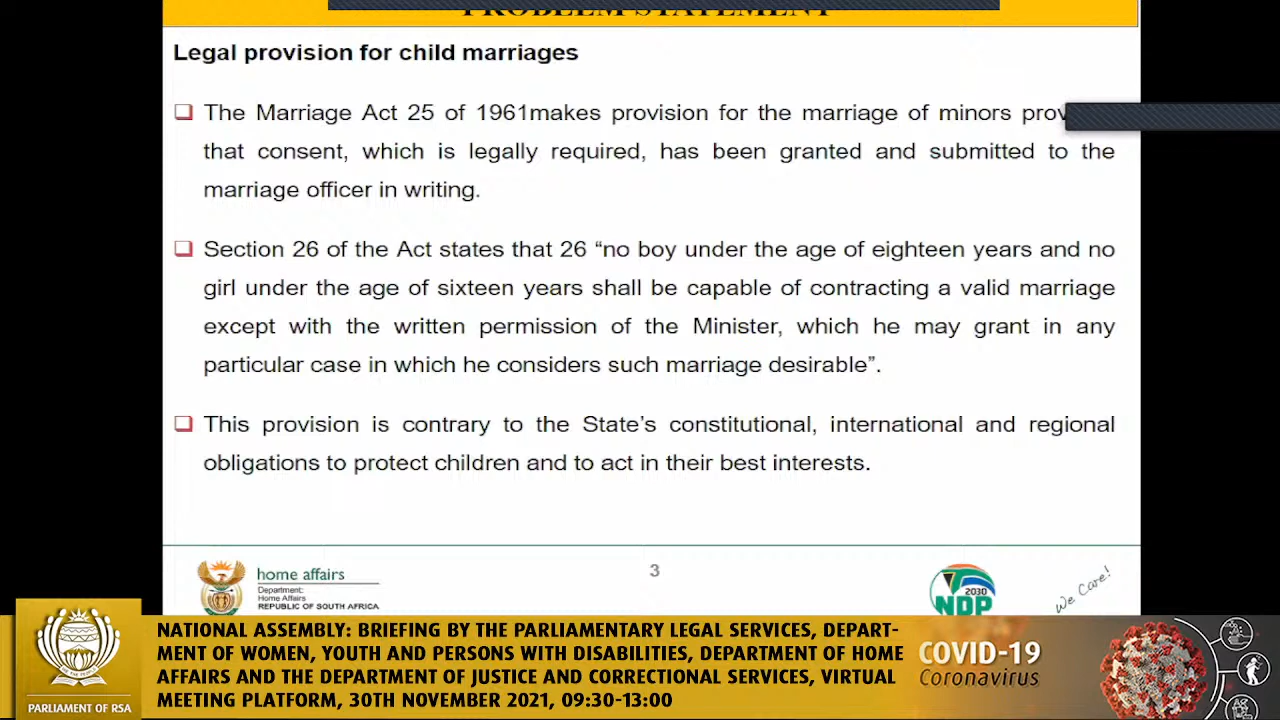 PROBLEM STATEMENT
Legal provision for child marriages
The Marriage Act 25 of 1961makes provision for the marriage of minors
that consent, which is legally required, has been granted and submitted to the
marriage officer in writing.
Section 26 of the Act states that 26 “no boy under the age of eighteen years and no
girl under the age of sixteen years shall be capable of contracting a valid marriage
except with the written permission of the Minister, which he may grant in any
particular case in which he considers such marriage desirable”.
This provision is contrary to the State’s constitutional, international and regional
obligations to protect children and to act in their best interests.
home affairs
Department:
Home Affairs
REPUBLIC OF SOUTH AFRICA
3
2030
NDP
We Care!
PARLIAMENT OF RSA
NATIONAL ASSEMBLY: BRIEFING BY THE PARLIAMENTARY LEGAL SERVICES, DEPART-
MENT OF WOMEN, YOUTH AND PERSONS WITH DISABILITIES, DEPARTMENT OF HOME
AFFAIRS AND THE DEPARTMENT OF JUSTICE AND CORRECTIONAL SERVICES, VIRTUAL
MEETING PLATFORM, 30TH NOVEMBER 2021, 09:30-13:00
COVID-19
Coronavirus